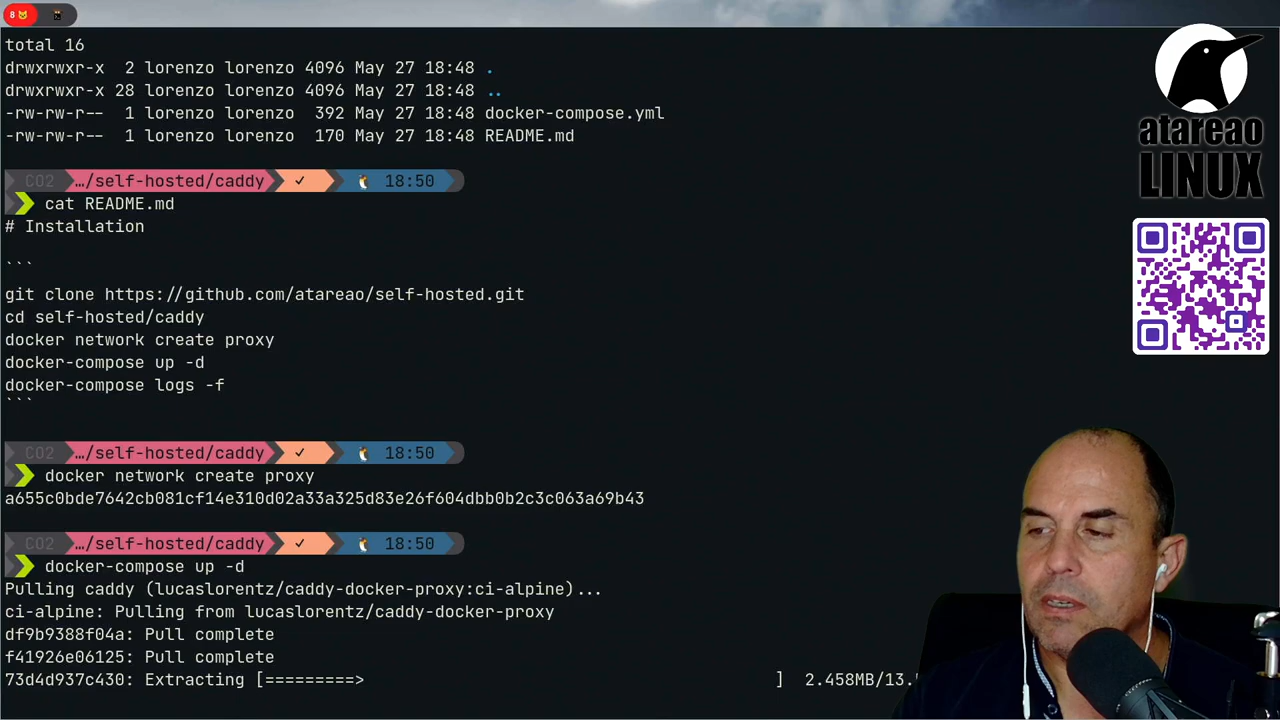 8
total 16
drwxrwxr-x  2 lorenzo lorenzo 4096 May 27 18:48 .
drwxrwxr-x 28 lorenzo lorenzo 4096 May 27 18:48 ..
-rw-rw-r--  1 lorenzo lorenzo  392 May 27 18:48 docker-compose.yml
-rw-rw-r--  1 lorenzo lorenzo  170 May 27 18:48 README.md
CO2 …/self-hosted/caddy ✓ 18:50
cat README.md
# Installation
```
git clone https://github.com/atareao/self-hosted.git
cd self-hosted/caddy
docker network create proxy
docker-compose up -d
docker-compose logs -f
```
CO2 …/self-hosted/caddy ✓ 18:50
docker network create proxy
a655c0bde7642cb081cf14e310d02a33a325d83e26f604dbb0b2c3c063a69b43
CO2 …/self-hosted/caddy ✓ 18:50
docker-compose up -d
Pulling caddy (lucaslorentz/caddy-docker-proxy:ci-alpine)...
ci-alpine: Pulling from lucaslorentz/caddy-docker-proxy
df9b9388f04a: Pull complete
f41926e06125: Pull complete
73d4d937c430: Extracting [=========>                                         ]  2.458MB/13.
atareao
LINUX